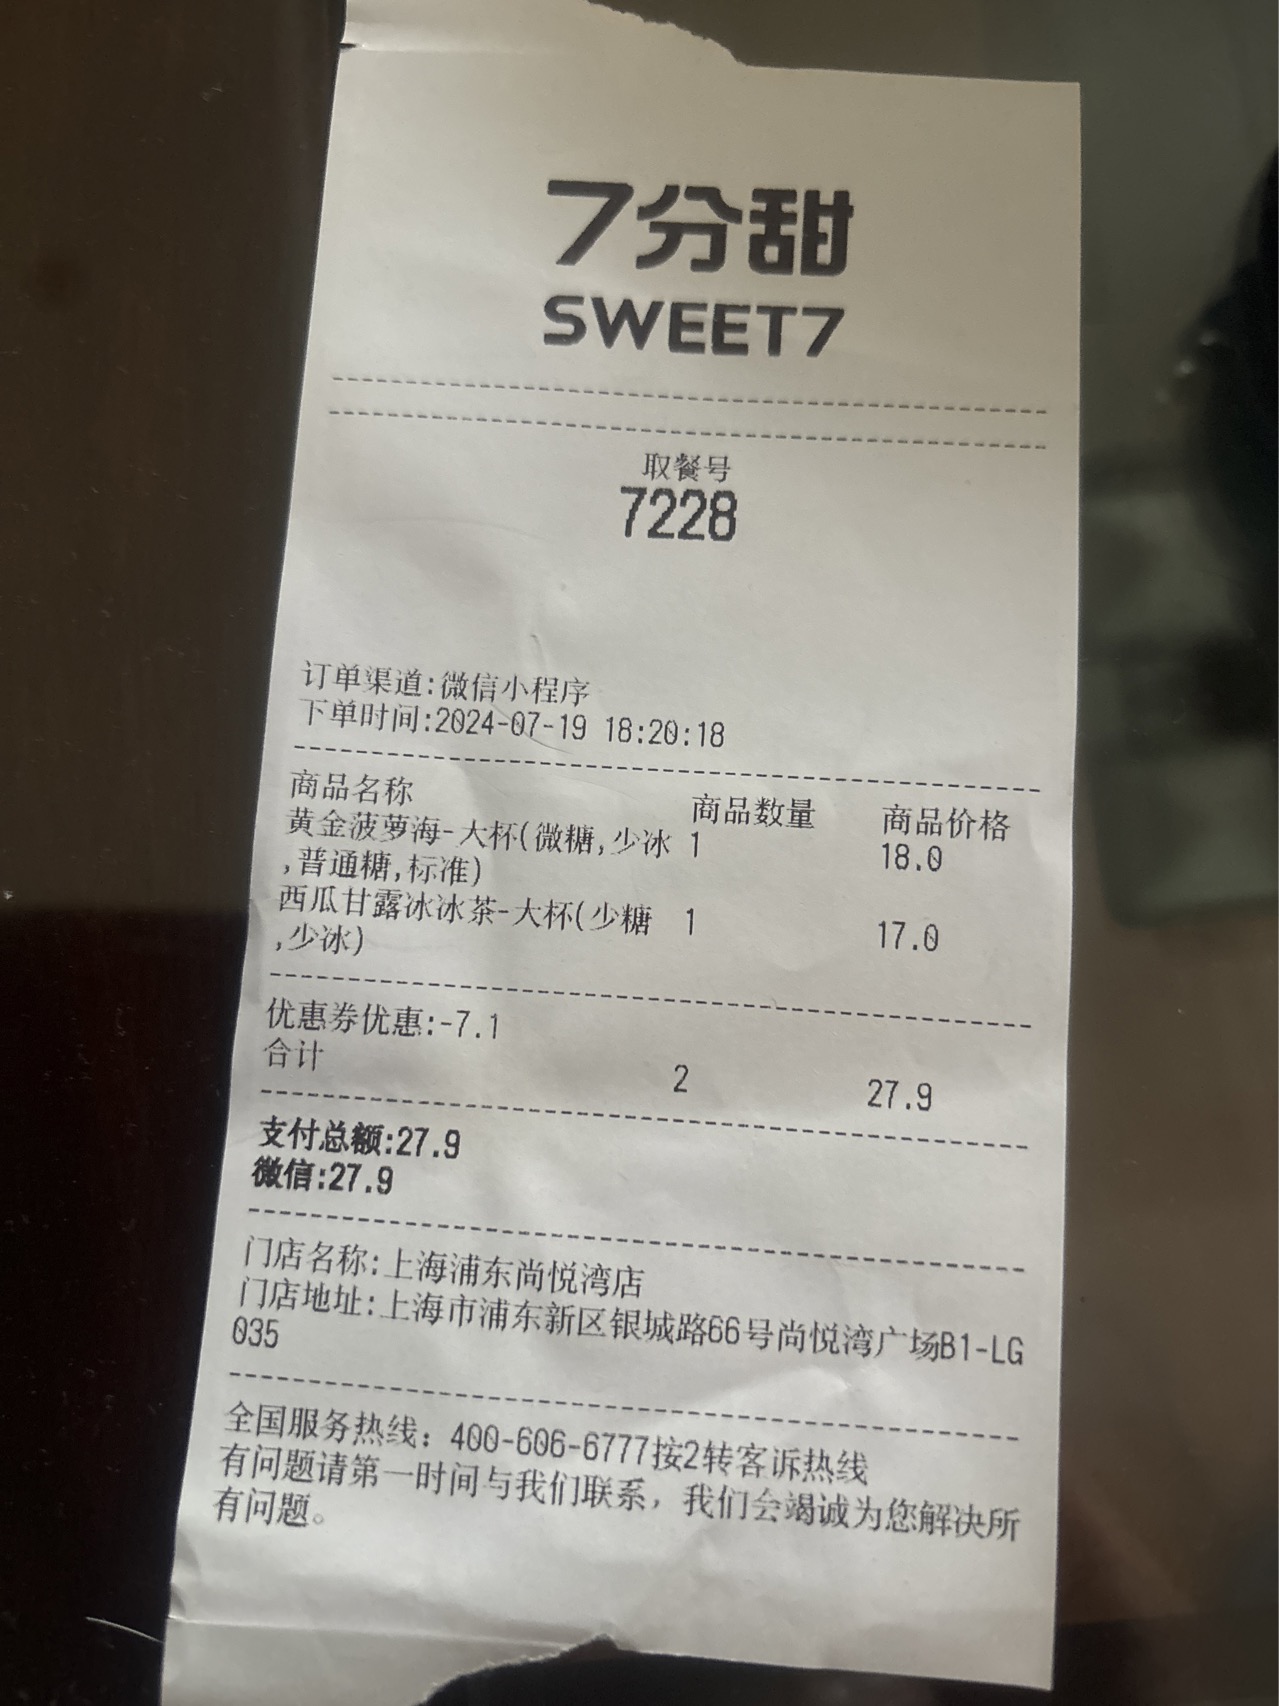 7分甜
SWEET7
取餐号
7228
订单渠道:微信小程序
下单时间:2024-07-19 18:20:18
商品名称 商品数量 商品价格
黄金菠萝海-大杯(微糖,少冰 1 18.0
,普通糖,标准)
西瓜甘露冰冰茶-大杯(少糖 1 17.0
,少冰)
优惠券优惠:-7.1
合计 2 27.9
支付总额:27.9
微信:27.9
门店名称:上海浦东尚悦湾店
门店地址:上海市浦东新区银城路66号尚悦湾广场B1-LG
035
全国服务热线：400-606-6777按2转客诉热线
有问题请第一时间与我们联系，我们会竭诚为您解决所
有问题。